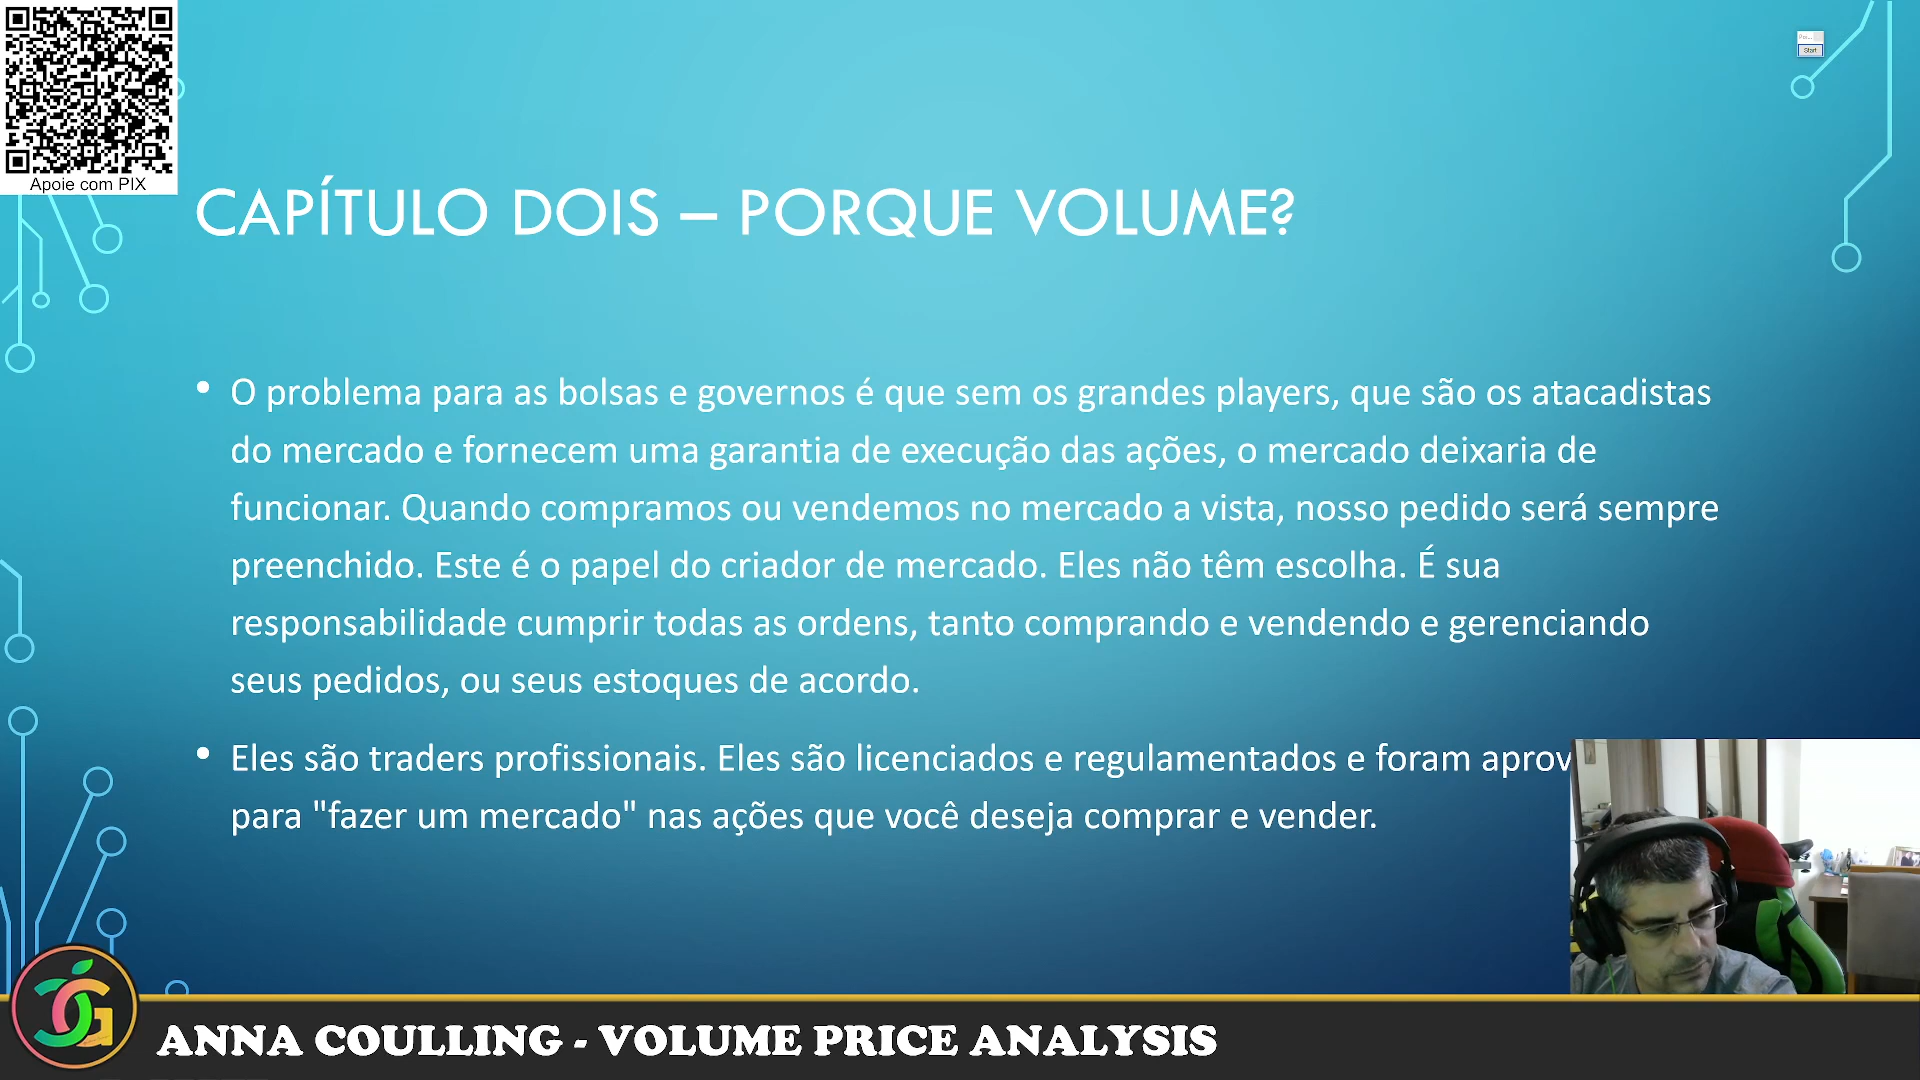 Apoie com PIX
Start
CAPÍTULO DOIS – PORQUE VOLUME?
• O problema para as bolsas e governos é que sem os grandes players, que são os atacadistas
do mercado e fornecem uma garantia de execução das ações, o mercado deixaria de
funcionar. Quando compramos ou vendemos no mercado a vista, nosso pedido será sempre
preenchido. Este é o papel do criador de mercado. Eles não têm escolha. É sua
responsabilidade cumprir todas as ordens, tanto comprando e vendendo e gerenciando
seus pedidos, ou seus estoques de acordo.
• Eles são traders profissionais. Eles são licenciados e regulamentados e foram aprov
para "fazer um mercado" nas ações que você deseja comprar e vender.
ANNA COULLING - VOLUME PRICE ANALYSIS